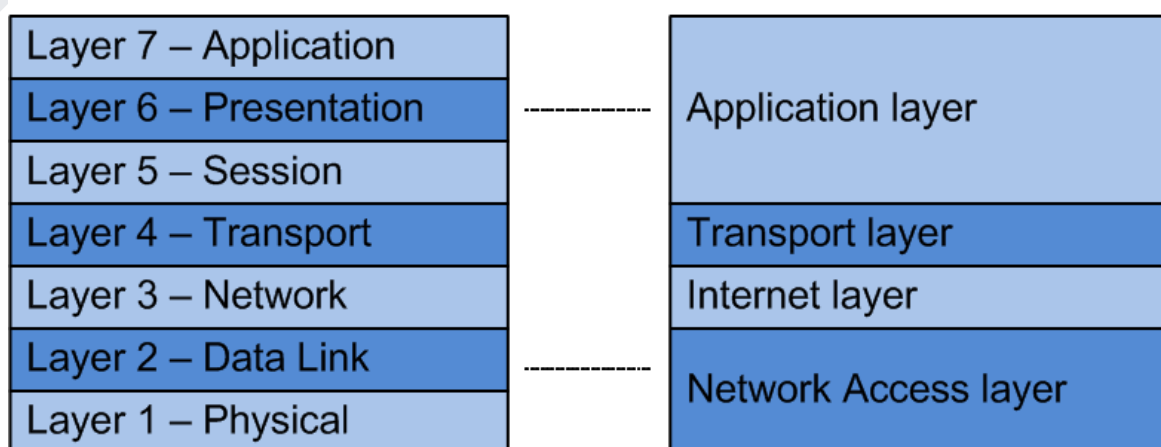 Layer 7 – Application
Layer 6 – Presentation
Layer 5 – Session
Layer 4 – Transport
Layer 3 – Network
Layer 2 – Data Link
Layer 1 – Physical
Application layer
Transport layer
Internet layer
Network Access layer